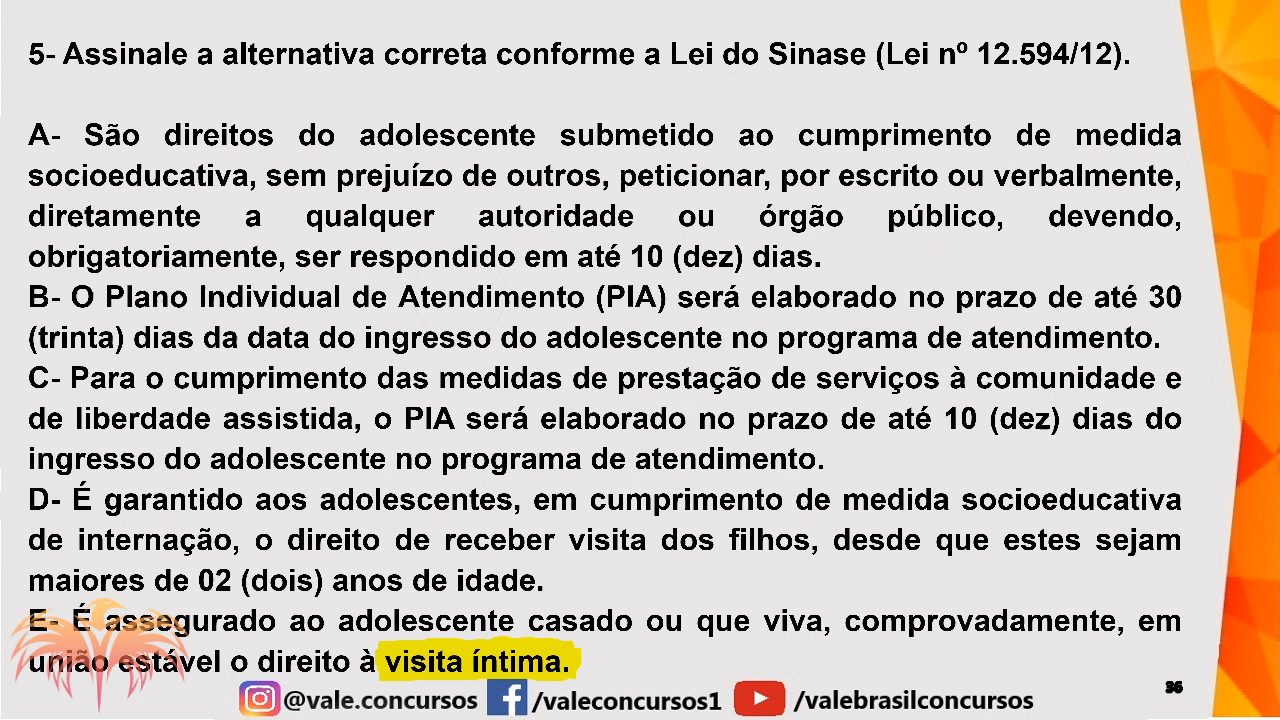 5- Assinale a alternativa correta conforme a Lei do Sinase (Lei nº 12.594/12).
A- São direitos do adolescente submetido ao cumprimento de medida
socioeducativa, sem prejuízo de outros, peticionar, por escrito ou verbalmente,
diretamente a qualquer autoridade ou órgão público, devendo,
obrigatoriamente, ser respondido em até 10 (dez) dias.
B- O Plano Individual de Atendimento (PIA) será elaborado no prazo de até 30
(trinta) dias da data do ingresso do adolescente no programa de atendimento.
C- Para o cumprimento das medidas de prestação de serviços à comunidade e
de liberdade assistida, o PIA será elaborado no prazo de até 10 (dez) dias do
ingresso do adolescente no programa de atendimento.
D- É garantido aos adolescentes, em cumprimento de medida socioeducativa
de internação, o direito de receber visita dos filhos, desde que estes sejam
maiores de 02 (dois) anos de idade.
E- É assegurado ao adolescente casado ou que viva, comprovadamente, em
união estável o direito à visita íntima.
36
@vale.concursos /valeconcursos1 /valebrasilconcursos